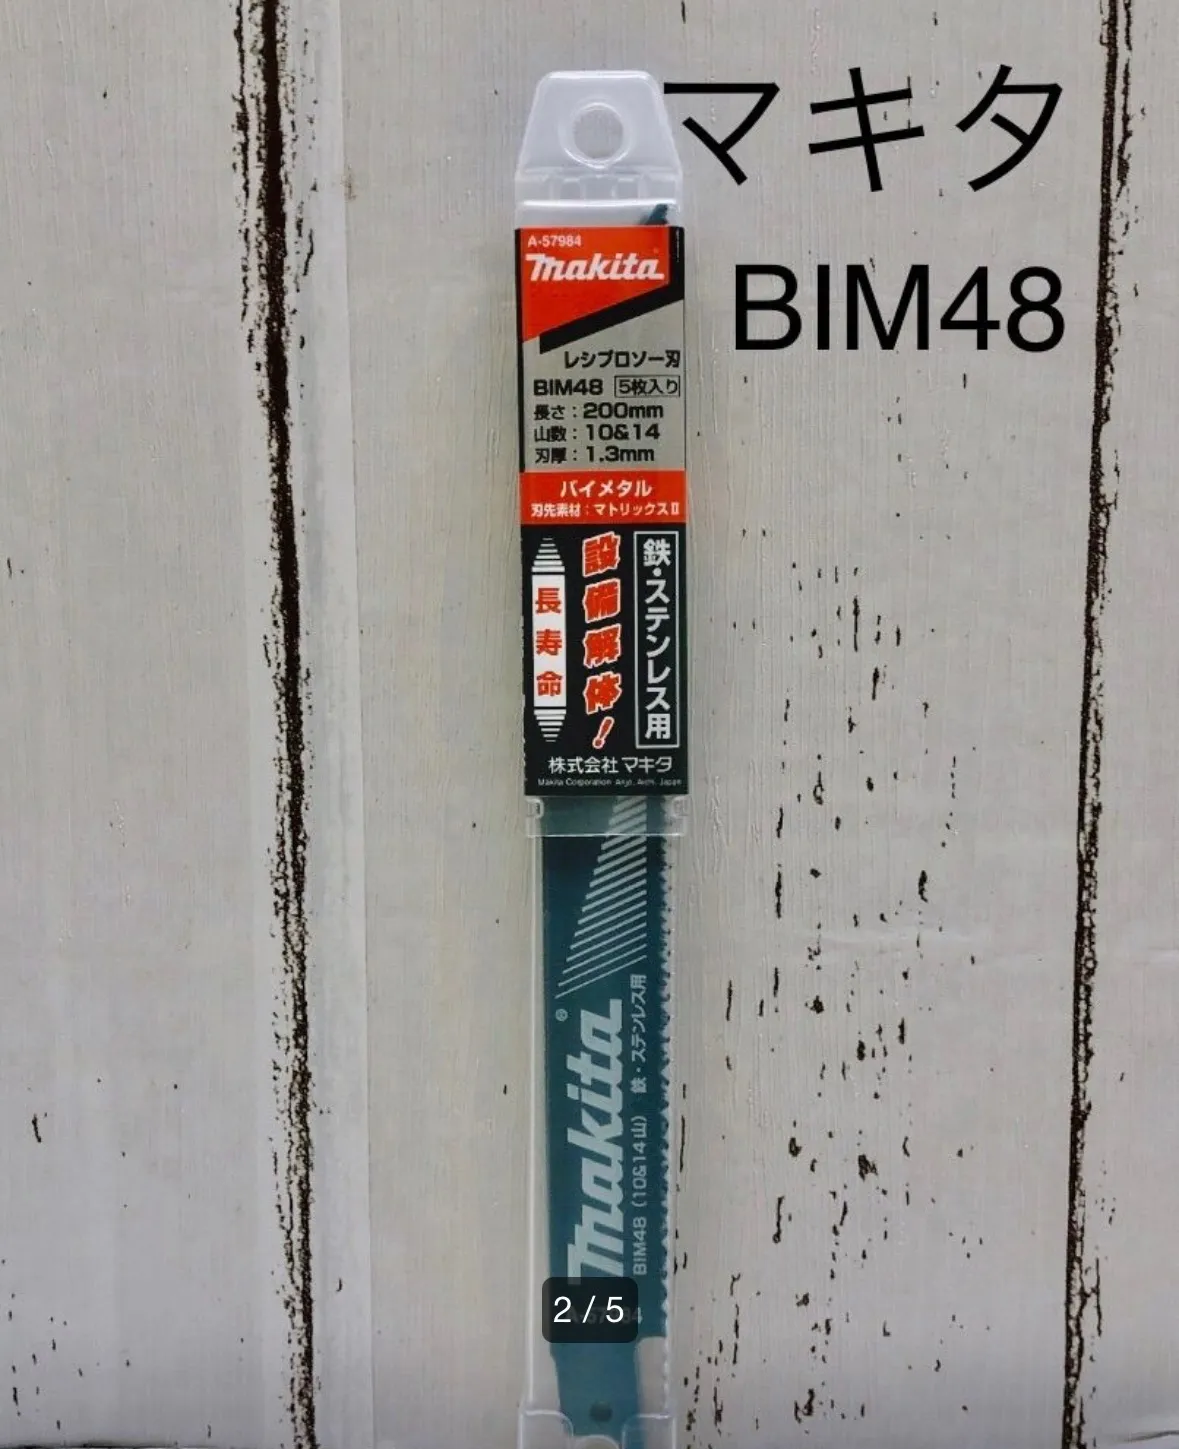 マキタ
BIM48
A-57984
makita
レシプロソー刃
BIM48 5枚入り
長さ:200mm
山数:10&14
刃厚:1.3mm
バイメタル
刃先素材:マトリックスⅡ
鉄・ステンレス用
設備解体!
長寿命
株式会社マキタ
Makita Corporation Anjo, Aichi, Japan
makita®
BIM48(10&14山) 鉄・ステンレス用
2 / 5